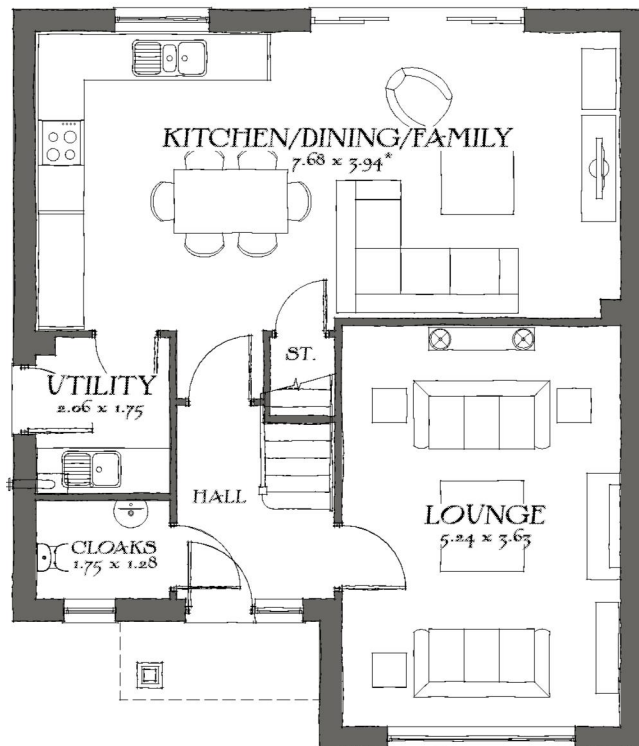 KITCHEN/DINING/FAMILY
7.68 x 3.94*
ST.
UTILITY
2.06 x 1.75
HALL
LOUNGE
5.24 x 3.63
CLOAKS
1.75 x 1.28